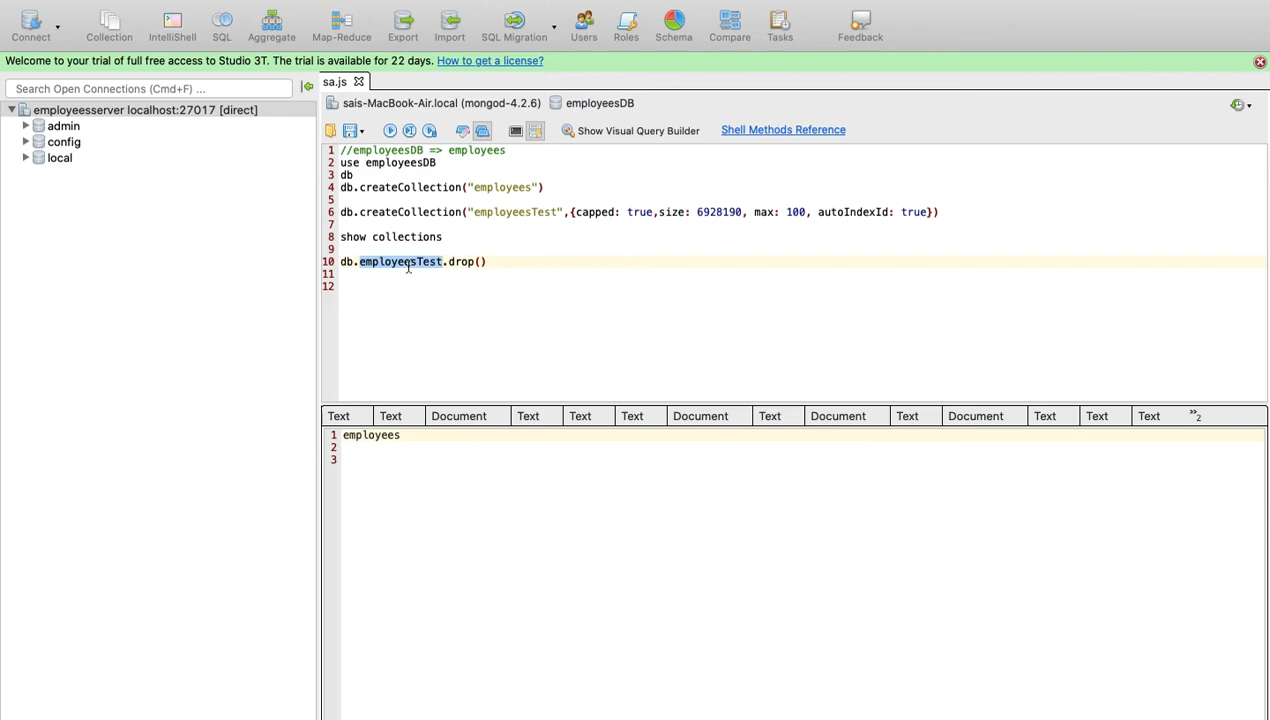 Connect
Collection
IntelliShell
SQL
Aggregate
Map-Reduce
Export
Import
SQL Migration
Users
Roles
Schema
Compare
Tasks
Feedback
Welcome to your trial of full free access to Studio 3T. The trial is available for 22 days. How to get a license?
Search Open Connections (Cmd+F) ...
employeesserver localhost:27017 [direct]
admin
config
local
sa.js
sais-MacBook-Air.local (mongod-4.2.6) employeesDB
Show Visual Query Builder Shell Methods Reference
1 //employeesDB => employees
2 use employeesDB
3 db
4 db.createCollection("employees")
5
6 db.createCollection("employeesTest",{capped: true,size: 6928190, max: 100, autoIndexId: true})
7
8 show collections
9
10 db.employeesTest.drop()
11
12
Text Text Document Text Text Text Document Text Document Text Document Text Text Text »2
1 employees
2
3